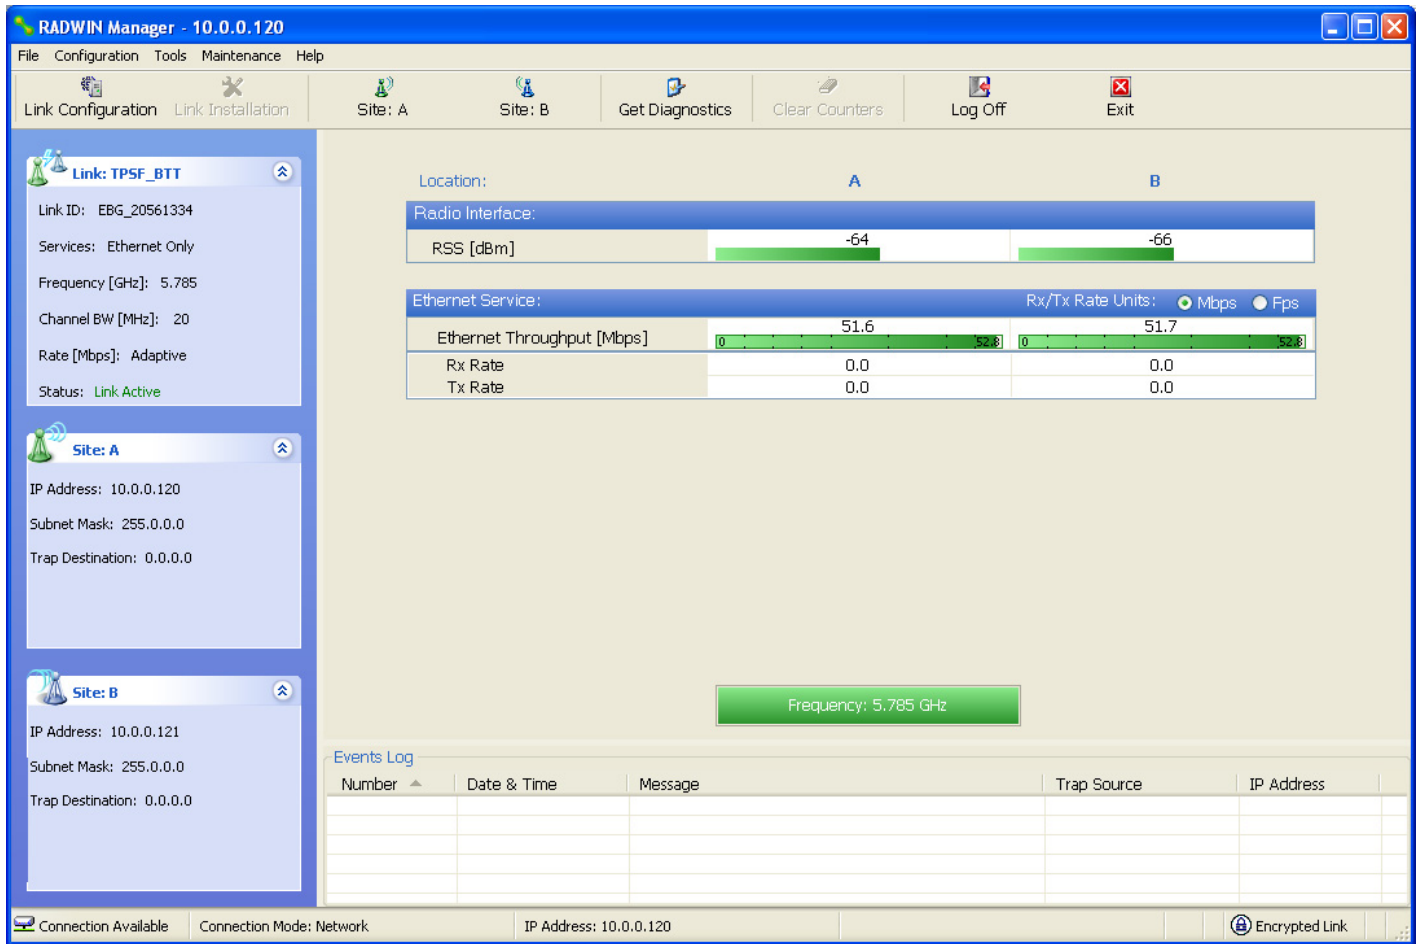 RADWIN Manager - 10.0.0.120
File Configuration Tools Maintenance Help
Link Configuration Link Installation Site: A Site: B Get Diagnostics Clear Counters Log Off Exit
Link: TPSF_BTT
Link ID: EBG_20561334
Services: Ethernet Only
Frequency [GHz]: 5.785
Channel BW [MHz]: 20
Rate [Mbps]: Adaptive
Status: Link Active
Site: A
IP Address: 10.0.0.120
Subnet Mask: 255.0.0.0
Trap Destination: 0.0.0.0
Site: B
IP Address: 10.0.0.121
Subnet Mask: 255.0.0.0
Trap Destination: 0.0.0.0
Location: A B
Radio Interface:
RSS [dBm] -64 -66
Ethernet Service: Rx/Tx Rate Units: Mbps Fps
Ethernet Throughput [Mbps] 51.6 51.7
0 52.8 0 52.8
Rx Rate 0.0 0.0
Tx Rate 0.0 0.0
Frequency: 5.785 GHz
Events Log
Number Date & Time Message Trap Source IP Address
Connection Available Connection Mode: Network IP Address: 10.0.0.120 Encrypted Link